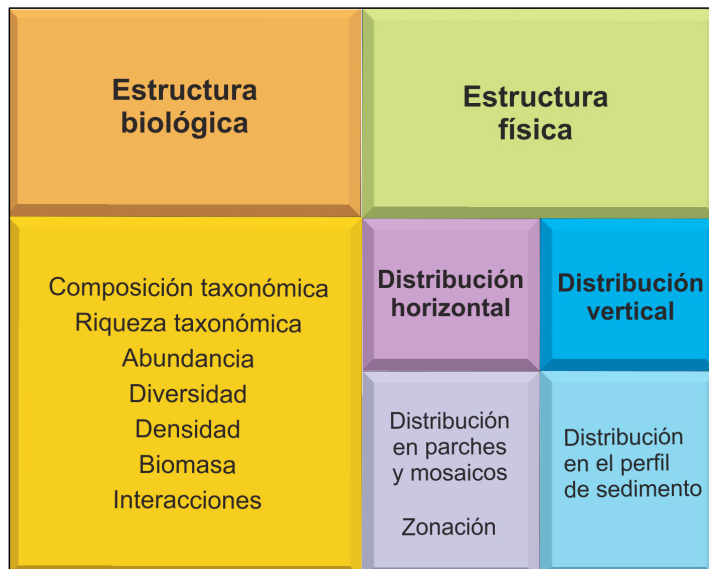 Estructura
biológica
Estructura
física
Composición taxonómica
Riqueza taxonómica
Abundancia
Diversidad
Densidad
Biomasa
Interacciones
Distribución
horizontal
Distribución
vertical
Distribución
en parches
y mosaicos
Zonación
Distribución
en el perfil
de sedimento